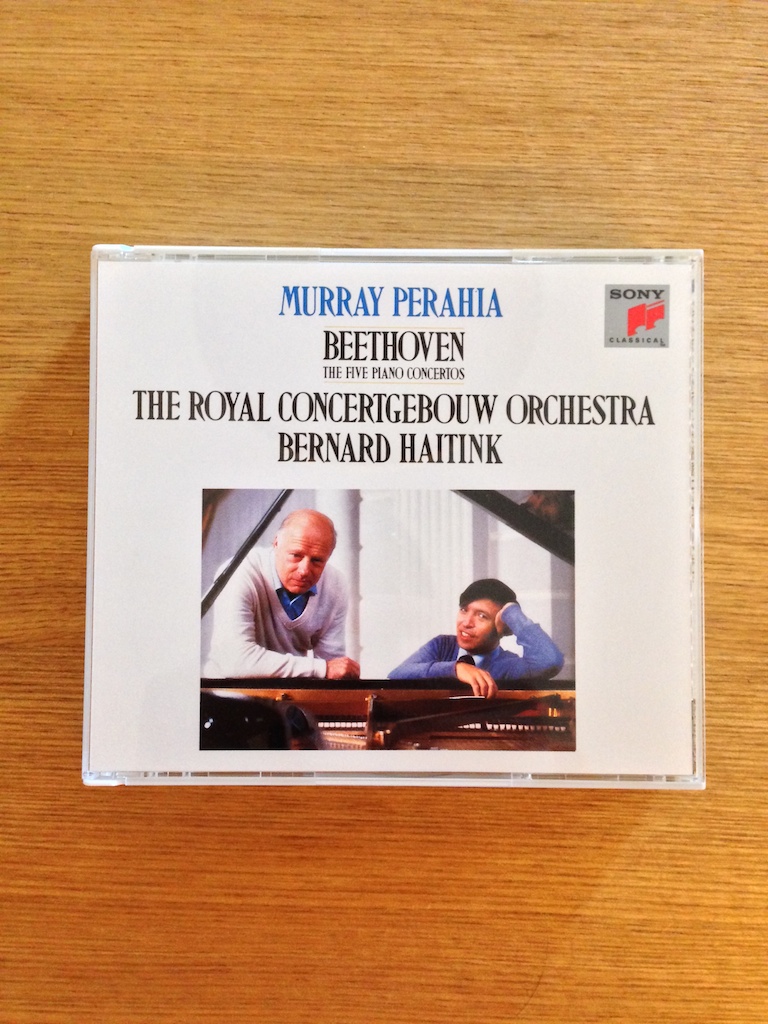 MURRAY PERAHIA
SONY
CLASSICAL
BEETHOVEN
THE FIVE PIANO CONCERTOS
THE ROYAL CONCERTGEBOUW ORCHESTRA
BERNARD HAITINK